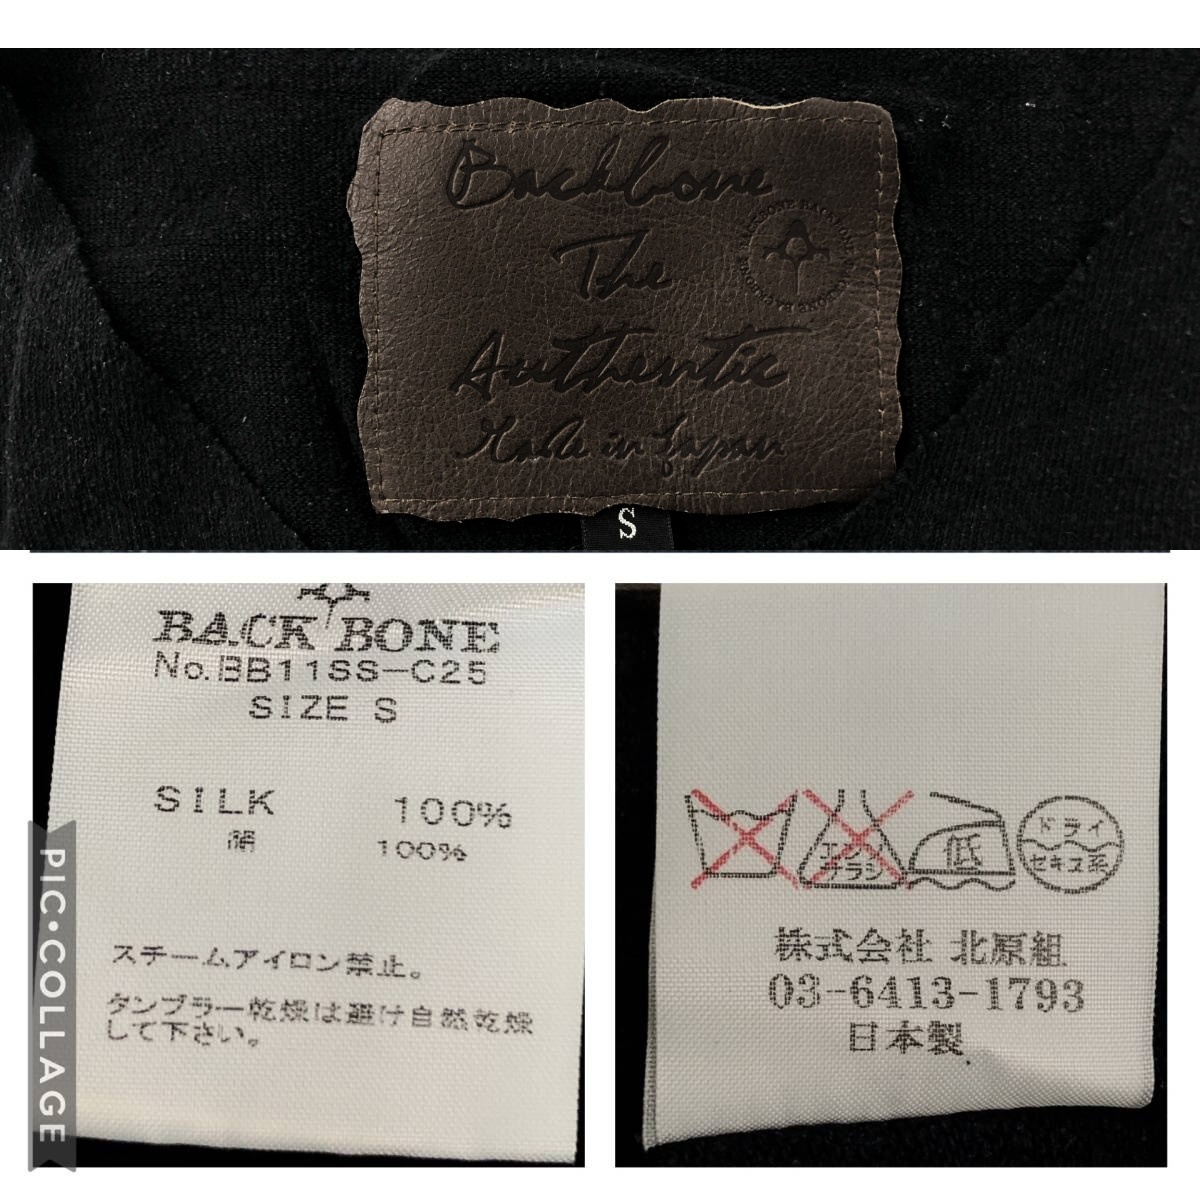 Backbone
The
Authentic
Made in Japan
S
BACK BONE
No.BB11SS-C25
SIZE S
SILK 100%
絹 100%
スチームアイロン禁止。
タンブラー乾燥は避け自然乾燥
して下さい。
エンソ
サラシ
低
ドライ
セキユ系
株式会社 北原組
03-6413-1793
日本製
PIC•COLLAGE